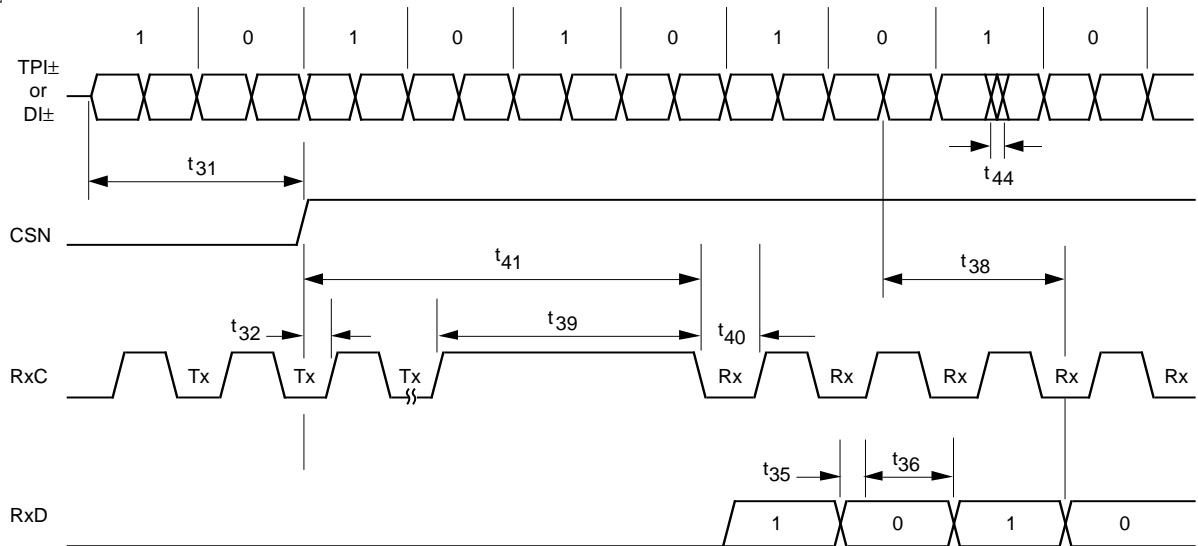 1 0 1 0 1 0 1 0 1 0
TPI±
or
DI±
t31
t44
CSN
t41
t38
t32
t39
t40
RxC
Tx Tx Tx Rx Rx Rx Rx Rx
t35
t36
RxD
1 0 1 0